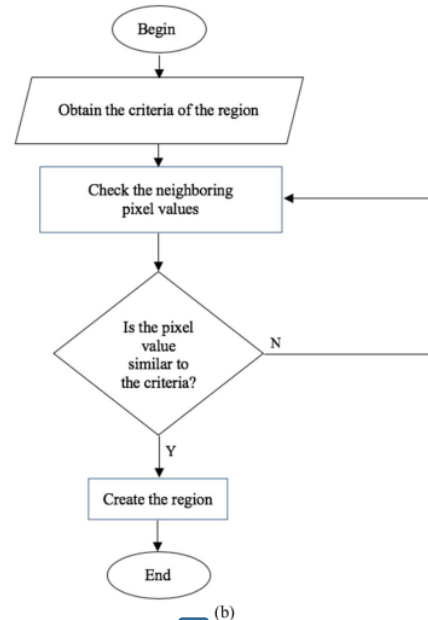 Begin
Obtain the criteria of the region
Check the neighboring
pixel values
Is the pixel
value
similar to
the criteria?
N
Y
Create the region
End
(b)